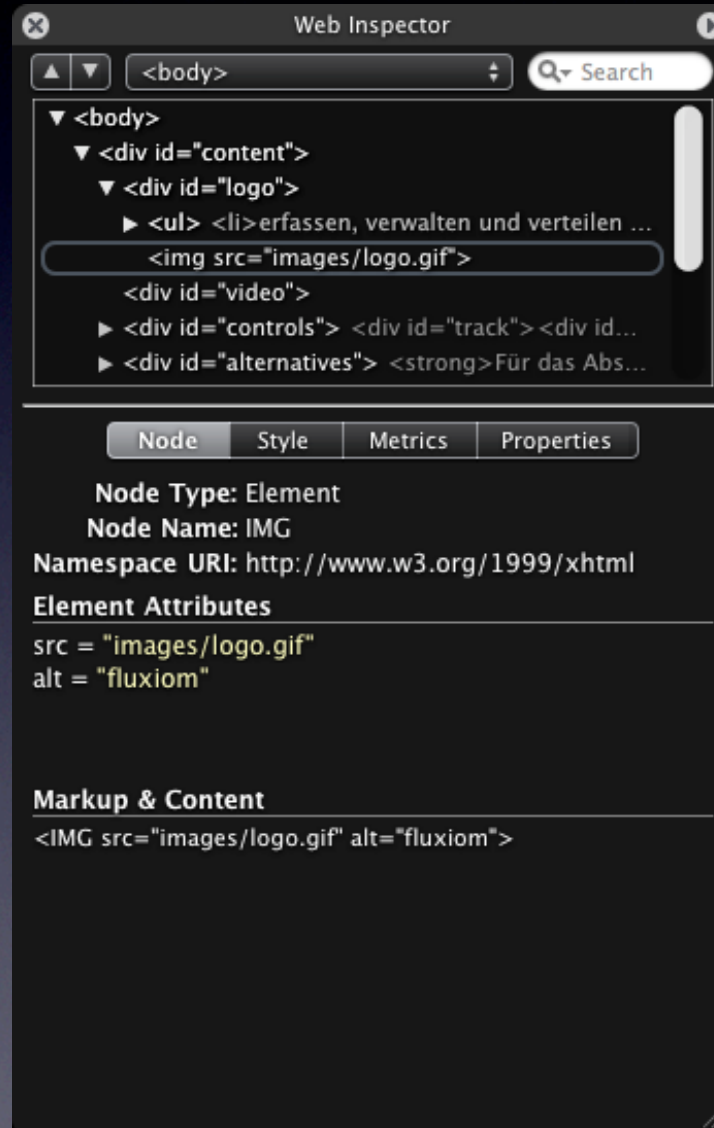 Web Inspector
<body>
Search
<body>
<div id="content">
<div id="logo">
<ul> <li>erfassen, verwalten und verteilen ...
<img src="images/logo.gif">
<div id="video">
<div id="controls"> <div id="track"><div id...
<div id="alternatives"> <strong>Für das Abs...
Node Style Metrics Properties
Node Type: Element
Node Name: IMG
Namespace URI: http://www.w3.org/1999/xhtml
Element Attributes
src = "images/logo.gif"
alt = "fluxiom"
Markup & Content
<IMG src="images/logo.gif" alt="fluxiom">